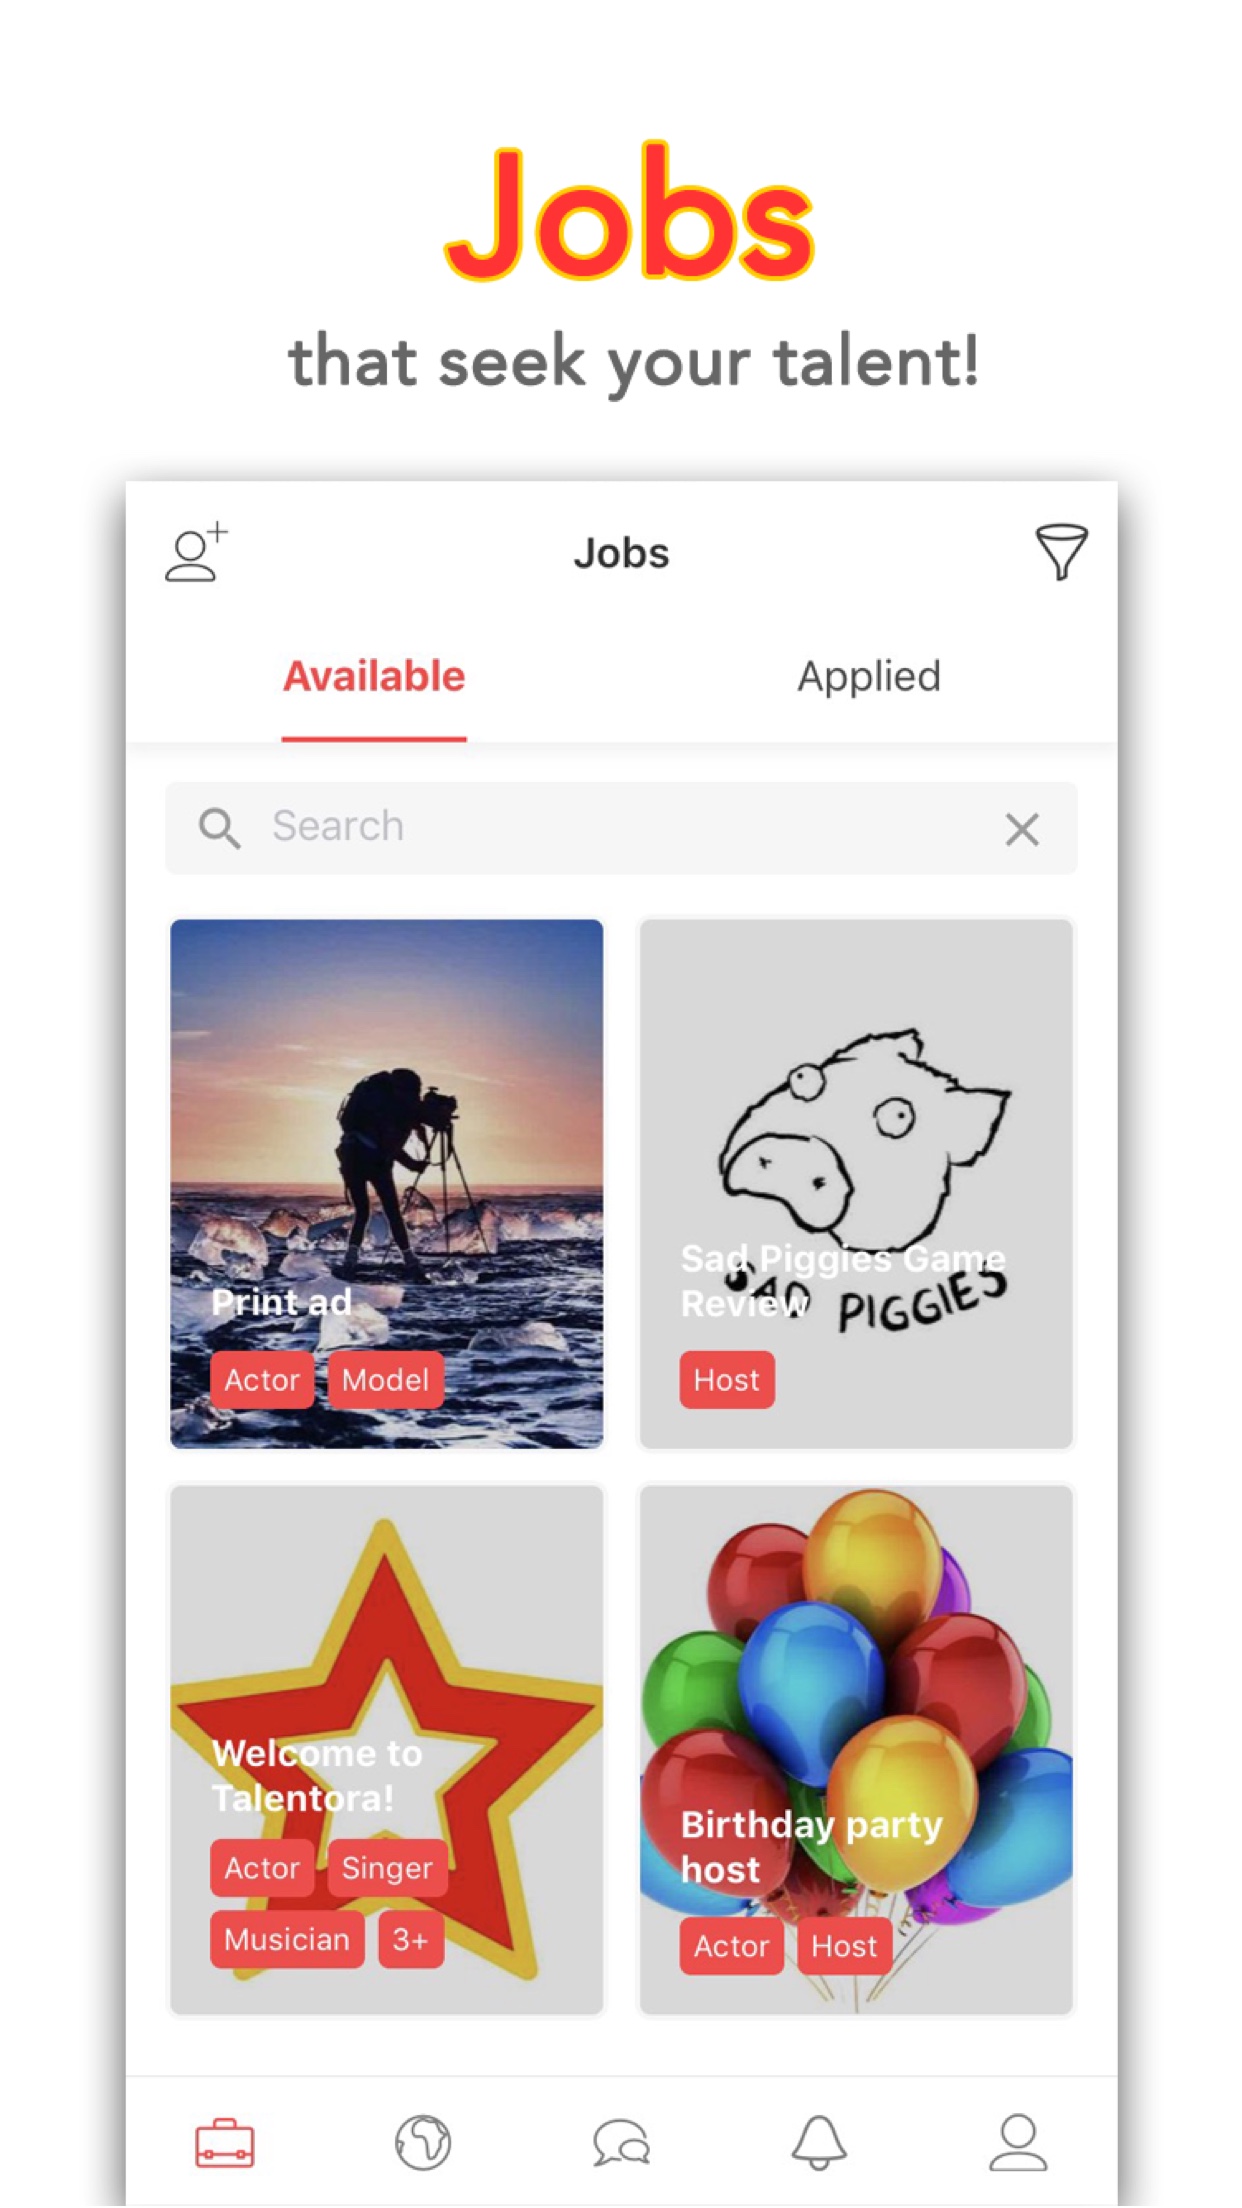 Jobs
that seek your talent!
Jobs
Available
Applied
Search
Print ad
Actor
Model
Sad Piggies Game
Review
SAD PIGGIES
Host
Welcome to
Talentora!
Actor
Singer
Musician
3+
Birthday party
host
Actor
Host